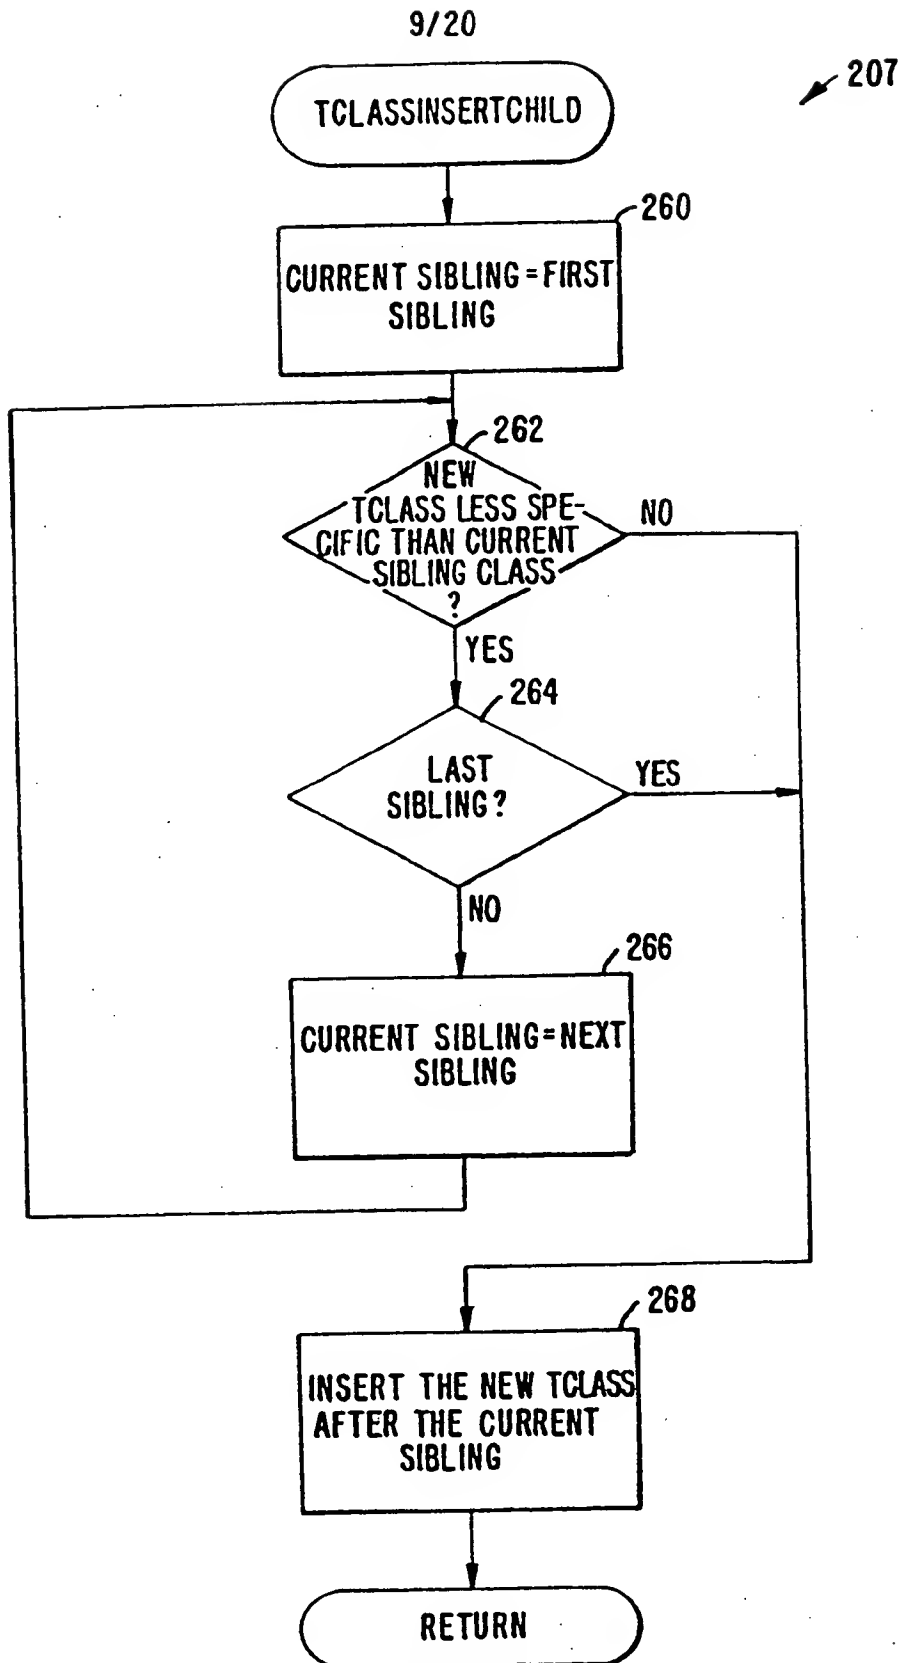 9/20
207
TCLASSINSERTCHILD
260
CURRENT SIBLING=FIRST
SIBLING
262
NEW
TCLASS LESS SPE-
CIFIC THAN CURRENT
SIBLING CLASS
?
NO
YES
264
LAST
SIBLING?
YES
NO
266
CURRENT SIBLING=NEXT
SIBLING
268
INSERT THE NEW TCLASS
AFTER THE CURRENT
SIBLING
RETURN